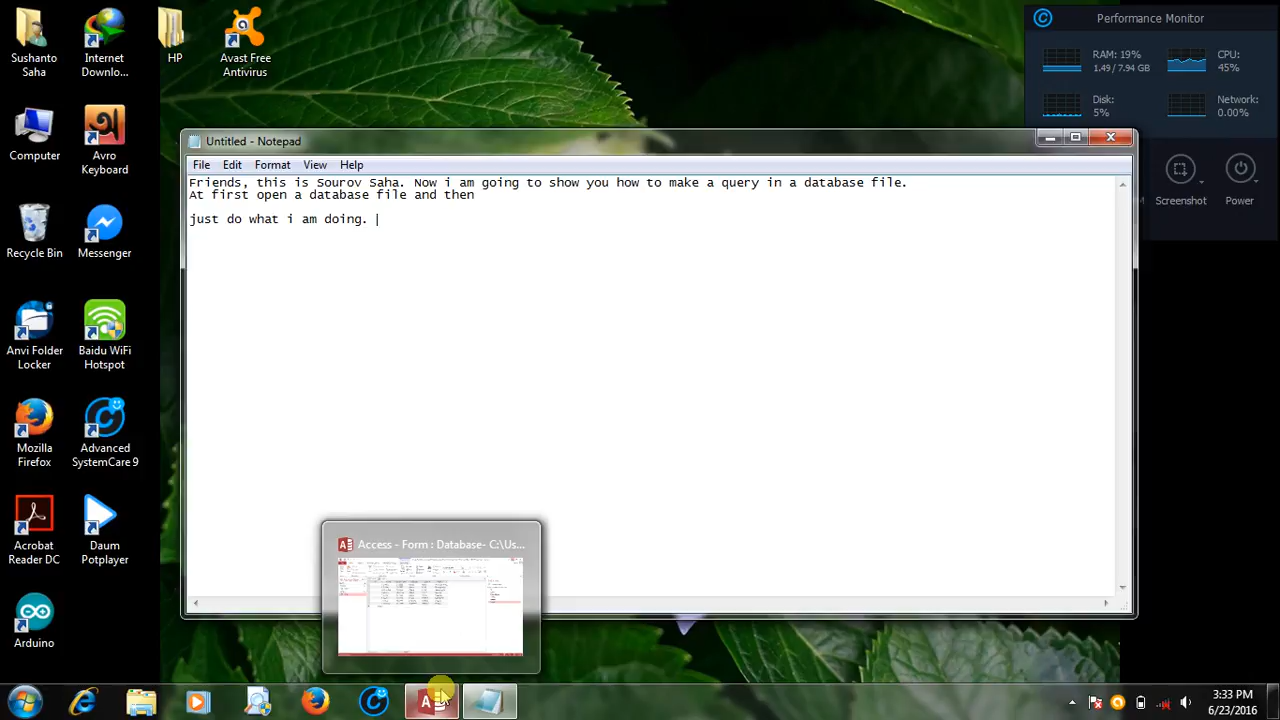 Sushanto Saha
Internet Downlo...
HP
Avast Free Antivirus
Computer
Avro Keyboard
Recycle Bin
Messenger
Anvi Folder Locker
Baidu WiFi Hotspot
Mozilla Firefox
Advanced SystemCare 9
Acrobat Reader DC
Daum Potplayer
Arduino
Performance Monitor
RAM: 19%
1.49 / 7.94 GB
CPU: 45%
Disk: 5%
Network: 0.00%
Screenshot
Power
Untitled - Notepad
File Edit Format View Help
Friends, this is Sourov Saha. Now i am going to show you how to make a query in a database file.
At first open a database file and then
just do what i am doing.
Access - Form : Database- C:\Us...
3:33 PM
6/23/2016